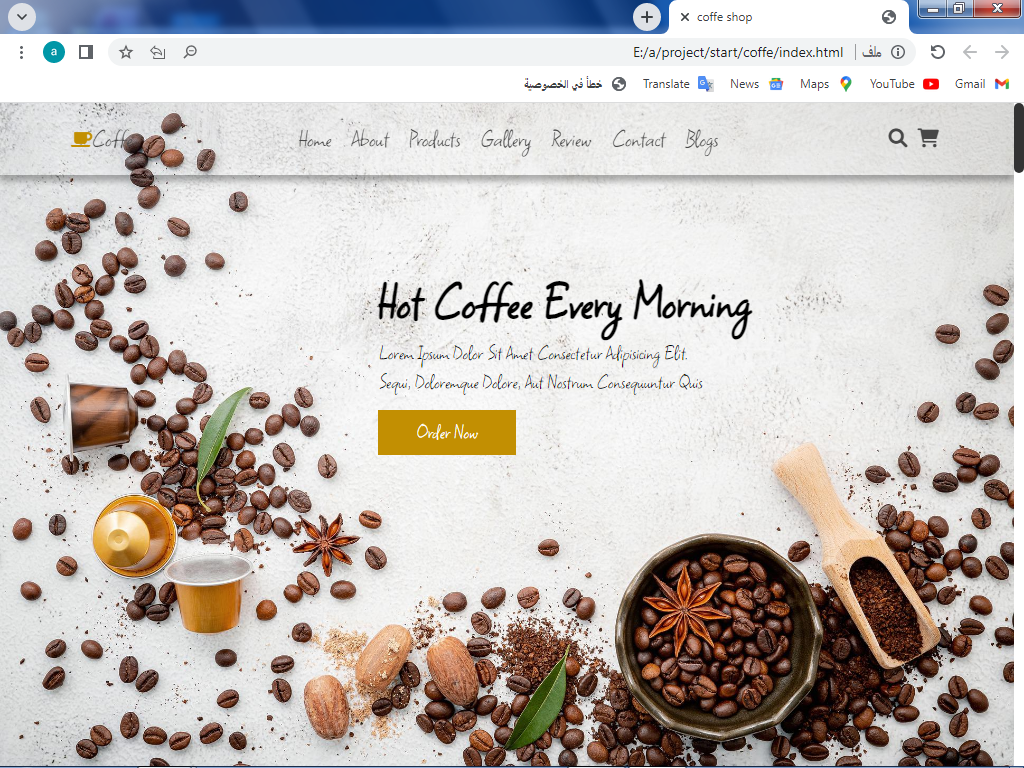 coffe shop
E:/a/project/start/coffe/index.html
ملف
a
Gmail
YouTube
Maps
News
Translate
خطأ في الخصوصية
Home About Products Gallery Review Contact Blogs
Hot Coffee Every Morning
Lorem Ipsum Dolor Sit Amet Consectetur Adipisicing Elit.
Sequi, Doloremque Dolore, Aut Nostrum Consequuntur Quis
Order Now